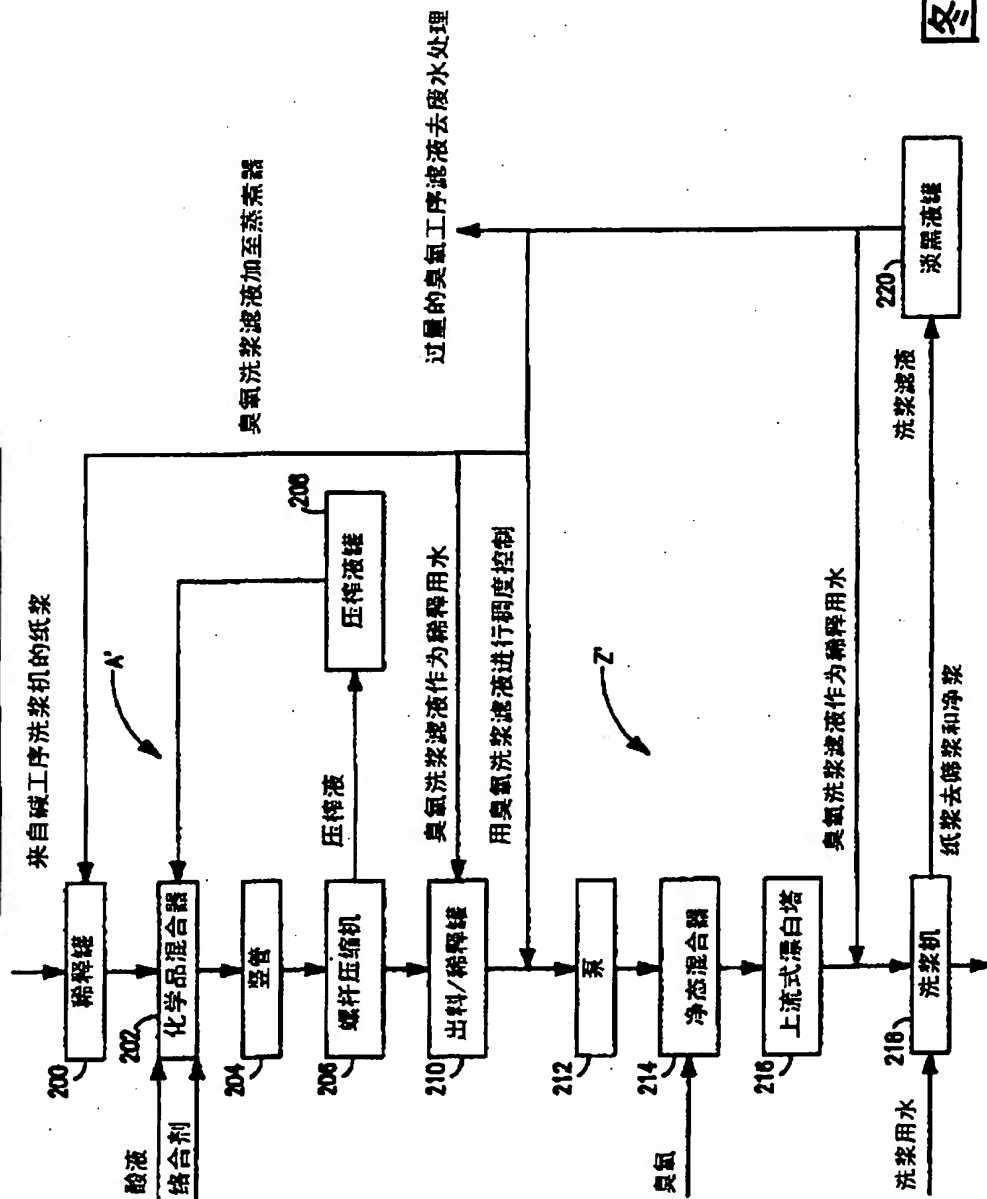 来自碱工序洗浆机的纸浆
稀释罐
200
酸液
络合剂
化学品混合器
202
A'
竖管
204
螺杆压缩机
206
压榨液
压榨液罐
208
臭氧洗浆滤液加至蒸煮器
出料/稀释罐
210
臭氧洗浆滤液作为稀释用水
用臭氧洗浆滤液进行稠度控制
过量的臭氧工序滤液去废水处理
泵
212
Z'
臭氧
净态混合器
214
上流式漂白塔
216
臭氧洗浆滤液作为稀释用水
洗浆用水
洗浆机
218
纸浆去筛浆和净浆
洗浆滤液
淡黑液罐
220
图